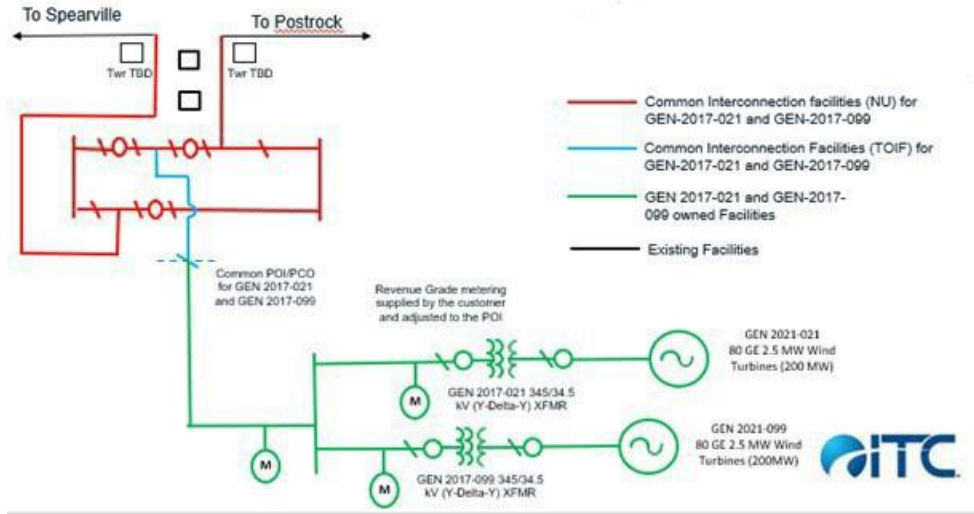 To Spearville
To Postrock
Twr TBD
Twr TBD
Common Interconnection facilities (NU) for
GEN-2017-021 and GEN-2017-099
Common Interconnection Facilities (TOIF) for
GEN-2017-021 and GEN-2017-099
GEN 2017-021 and GEN-2017-
099 owned Facilities
Existing Facilities
Common POI/PCO
for GEN 2017-021
and GEN 2017-099
Revenue Grade metering
supplied by the customer
and adjusted to the POI
GEN 2021-021
80 GE 2.5 MW Wind
Turbines (200 MW)
M
GEN 2017-021 345/34.5
kV (Y-Delta-Y) XFMR
GEN 2021-099
80 GE 2.5 MW Wind
Turbines (200MW)
M
M
GEN 2017-099 345/34.5
kV (Y-Delta-Y) XFMR
ITC